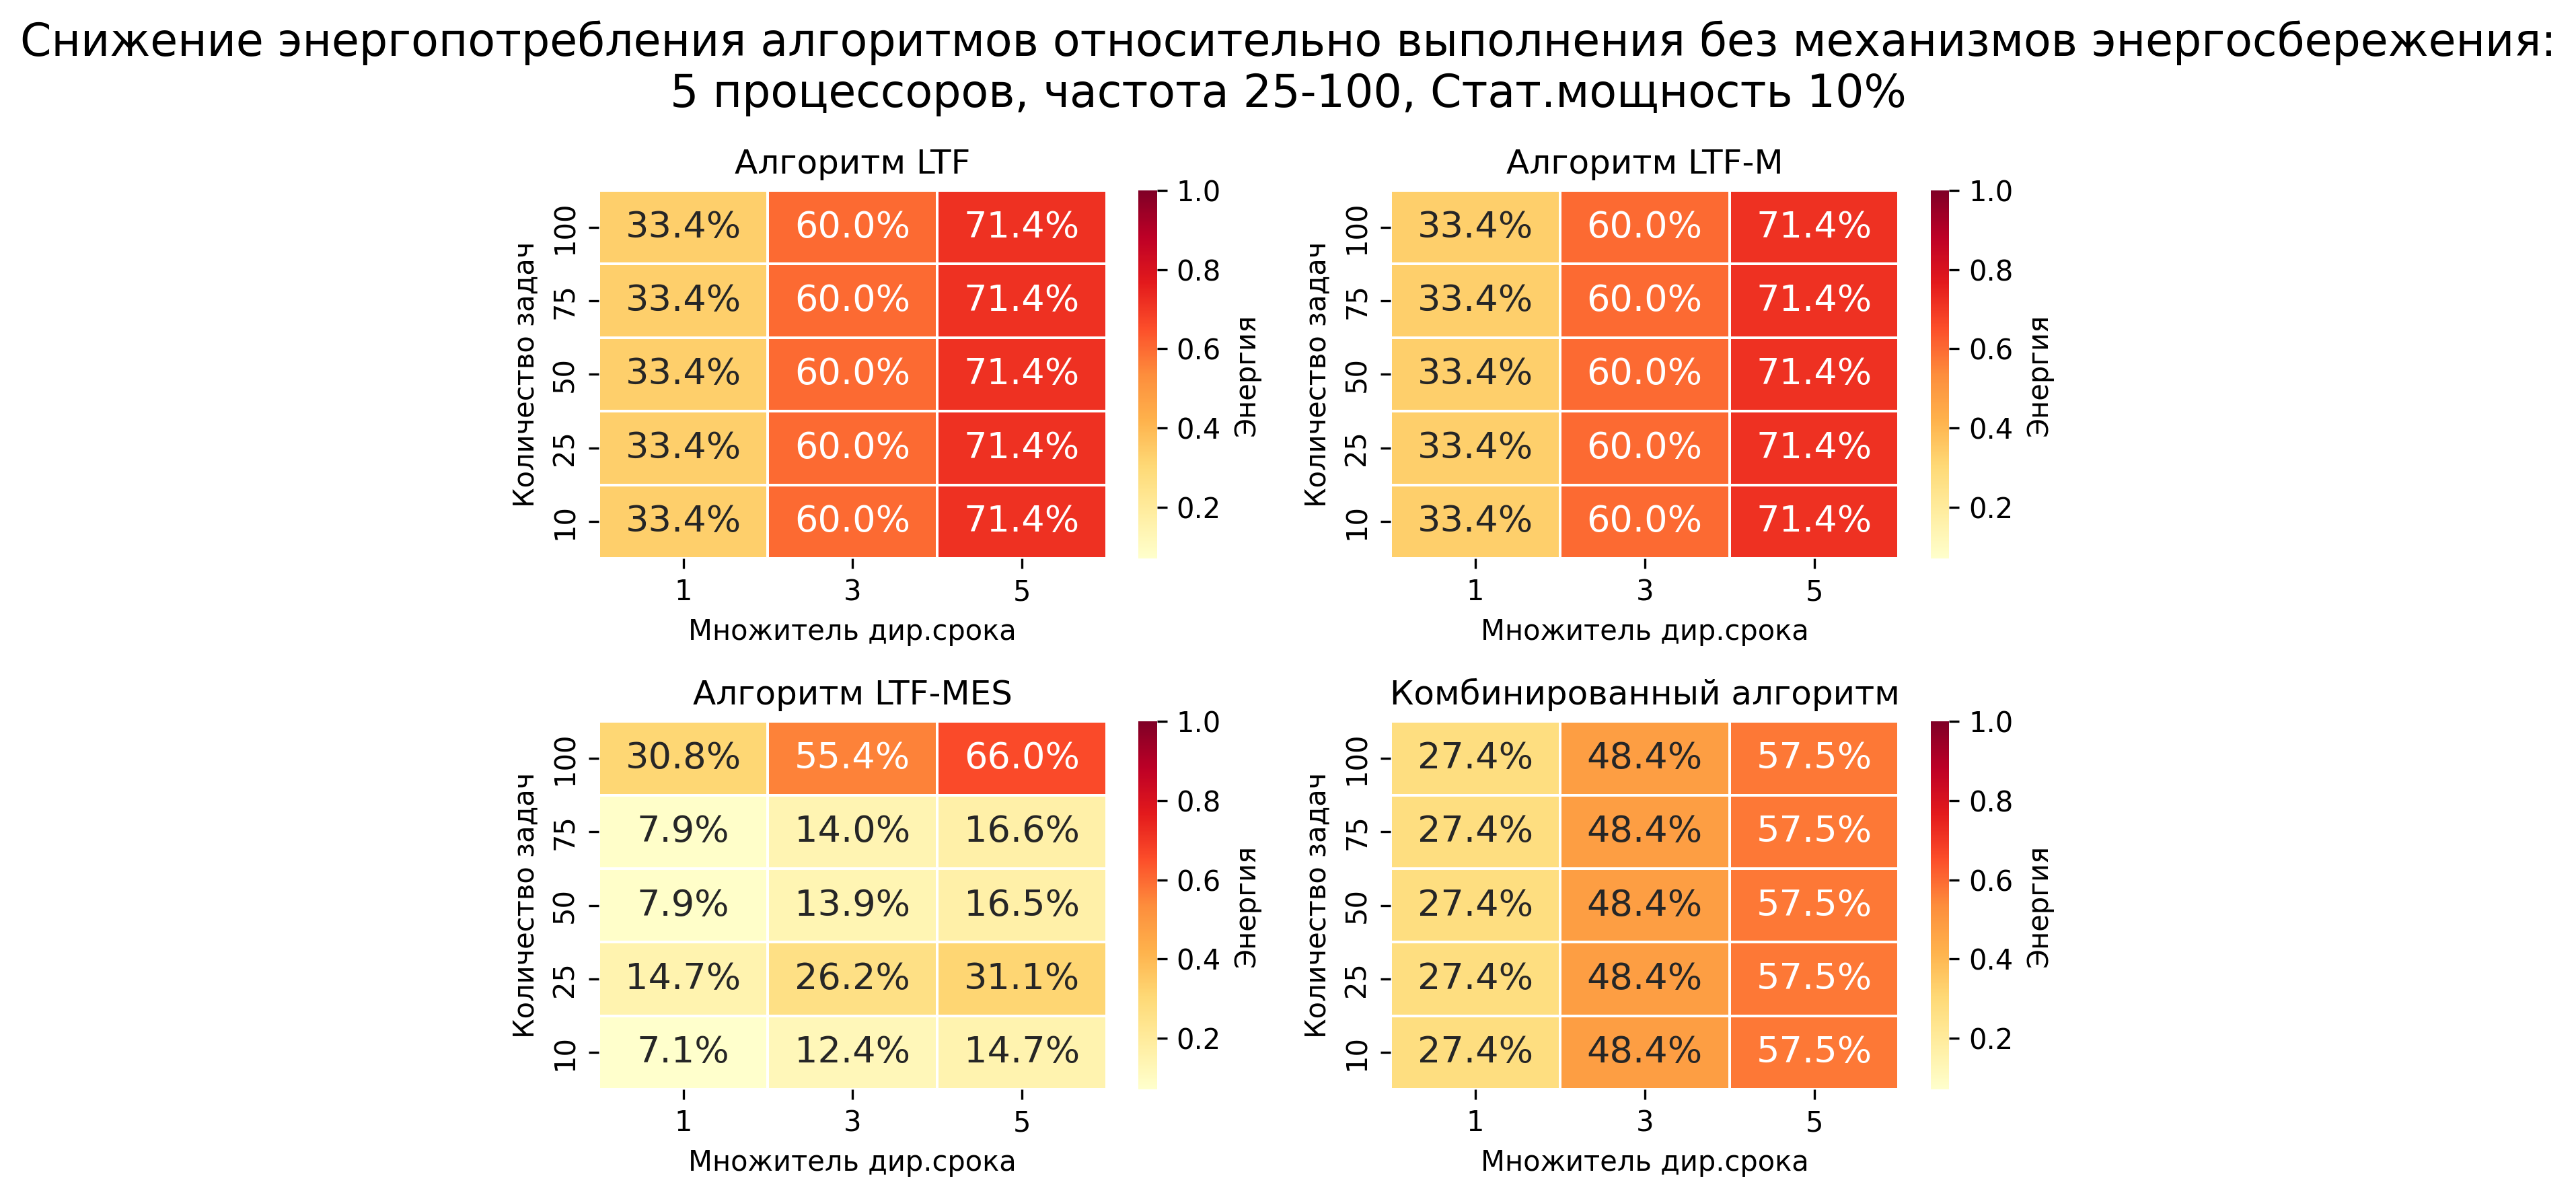 Снижение энергопотребления алгоритмов относительно выполнения без механизмов энергосбережения:
5 процессоров, частота 25-100, Стат.мощность 10%
Алгоритм LTF
Количество задач
100 33.4% 60.0% 71.4%
75 33.4% 60.0% 71.4%
50 33.4% 60.0% 71.4%
25 33.4% 60.0% 71.4%
10 33.4% 60.0% 71.4%
1 3 5
Множитель дир.срока
1.0
0.8
0.6
0.4
0.2
Энергия
Алгоритм LTF-M
Количество задач
100 33.4% 60.0% 71.4%
75 33.4% 60.0% 71.4%
50 33.4% 60.0% 71.4%
25 33.4% 60.0% 71.4%
10 33.4% 60.0% 71.4%
1 3 5
Множитель дир.срока
1.0
0.8
0.6
0.4
0.2
Энергия
Алгоритм LTF-MES
Количество задач
100 30.8% 55.4% 66.0%
75 7.9% 14.0% 16.6%
50 7.9% 13.9% 16.5%
25 14.7% 26.2% 31.1%
10 7.1% 12.4% 14.7%
1 3 5
Множитель дир.срока
1.0
0.8
0.6
0.4
0.2
Энергия
Комбинированный алгоритм
Количество задач
100 27.4% 48.4% 57.5%
75 27.4% 48.4% 57.5%
50 27.4% 48.4% 57.5%
25 27.4% 48.4% 57.5%
10 27.4% 48.4% 57.5%
1 3 5
Множитель дир.срока
1.0
0.8
0.6
0.4
0.2
Энергия